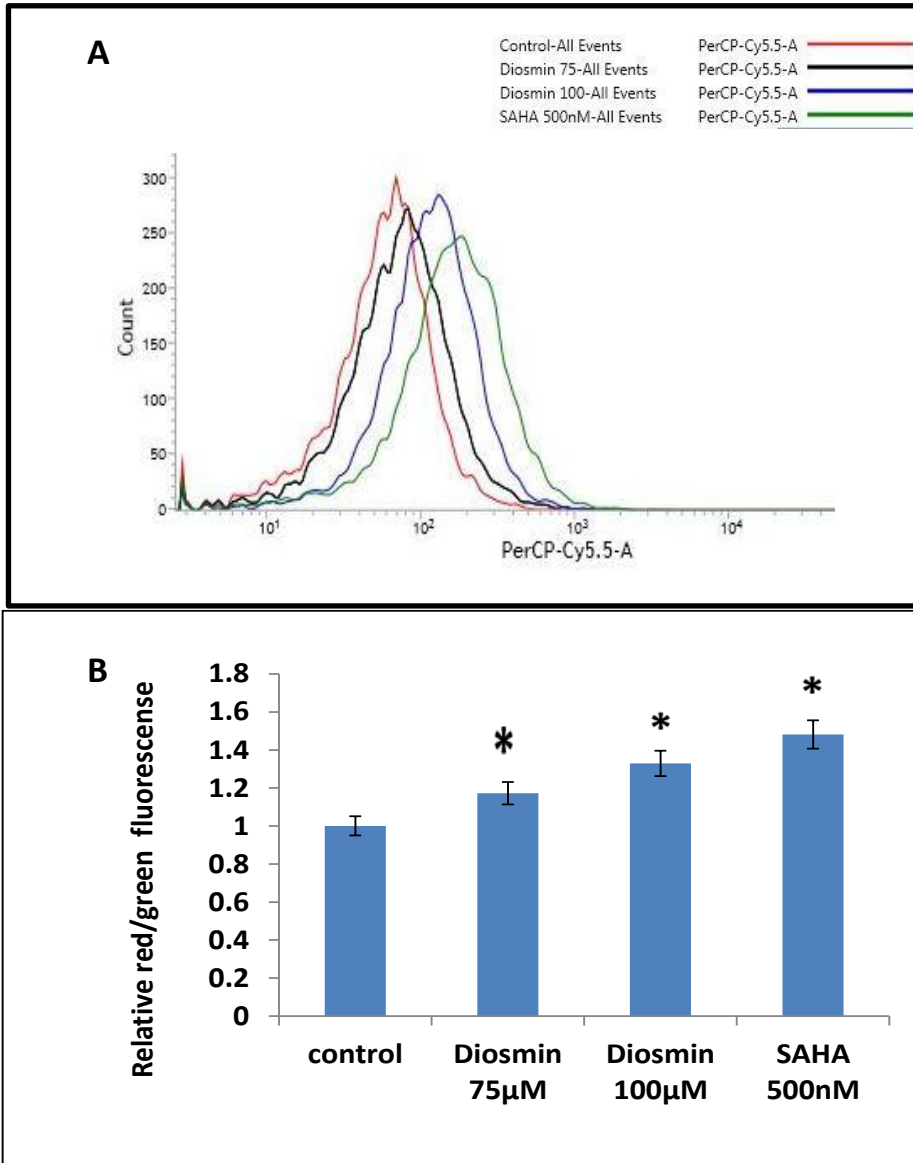 A
Control-All Events PerCP-Cy5.5-A
Diosmin 75-All Events PerCP-Cy5.5-A
Diosmin 100-All Events PerCP-Cy5.5-A
SAHA 500nM-All Events PerCP-Cy5.5-A
300
250
200
150
100
50
0
Count
10¹ 10² 10³ 10⁴
PerCP-Cy5.5-A
B
1.8
1.6
1.4
1.2
1
0.8
0.6
0.4
0.2
0
Relative red/green fluorescense
* * *
control Diosmin 75µM Diosmin 100µM SAHA 500nM